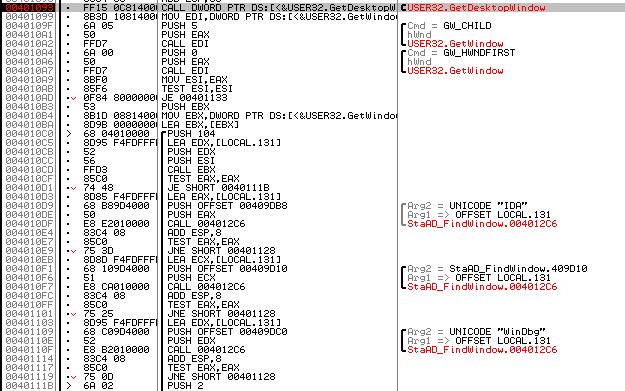 00401093 . FF15 0C81400 CALL DWORD PTR DS:[<&USER32.GetDesktopW USER32.GetDesktopWindow
00401099 . 8B3D 1081400 MOV EDI,DWORD PTR DS:[<&USER32.GetWindo
0040109F . 6A 05 PUSH 5 Cmd = GW_CHILD
004010A1 . 50 PUSH EAX hWnd
004010A2 . FFD7 CALL EDI USER32.GetWindow
004010A4 . 6A 00 PUSH 0 Cmd = GW_HWNDFIRST
004010A6 . 50 PUSH EAX hWnd
004010A7 . FFD7 CALL EDI USER32.GetWindow
004010A9 . 8BF0 MOV ESI,EAX
004010AB . 85F6 TEST ESI,ESI
004010AD . 0F84 80000000 JE 00401133
004010B3 . 53 PUSH EBX
004010B4 . 8B1D 0881400 MOV EBX,DWORD PTR DS:[<&USER32.GetWindo
004010BA . 8D9B 0000000 LEA EBX,[EBX]
004010C0 > 68 04010000 PUSH 104
004010C5 . 8D95 F4FDFFF LEA EDX,[LOCAL.131]
004010CB . 52 PUSH EDX
004010CC . 56 PUSH ESI
004010CD . FFD3 CALL EBX
004010CF . 85C0 TEST EAX,EAX
004010D1 . 74 48 JE SHORT 0040111B
004010D3 . 8D85 F4FDFFF LEA EAX,[LOCAL.131]
004010D9 . 68 B89D4000 PUSH OFFSET 00409DB8 Arg2 = UNICODE "IDA"
004010DE . 50 PUSH EAX Arg1 => OFFSET LOCAL.131
004010DF . E8 E2010000 CALL 004012C6 StaAD_FindWindow.004012C6
004010E4 . 83C4 08 ADD ESP,8
004010E7 . 85C0 TEST EAX,EAX
004010E9 . 75 3D JNE SHORT 00401128
004010EB . 8D8D F4FDFFF LEA ECX,[LOCAL.131]
004010F1 . 68 109D4000 PUSH OFFSET 00409D10 Arg2 = StaAD_FindWindow.409D10
004010F6 . 51 PUSH ECX Arg1 => OFFSET LOCAL.131
004010F7 . E8 CA010000 CALL 004012C6 StaAD_FindWindow.004012C6
004010FC . 83C4 08 ADD ESP,8
004010FF . 85C0 TEST EAX,EAX
00401101 . 75 25 JNE SHORT 00401128
00401103 . 8D95 F4FDFFF LEA EDX,[LOCAL.131]
00401109 . 68 C09D4000 PUSH OFFSET 00409DC0 Arg2 = UNICODE "WinDbg"
0040110E . 52 PUSH EDX Arg1 => OFFSET LOCAL.131
0040110F . E8 B2010000 CALL 004012C6 StaAD_FindWindow.004012C6
00401114 . 83C4 08 ADD ESP,8
00401117 . 85C0 TEST EAX,EAX
00401119 . 75 0D JNE SHORT 00401128
0040111B > 6A 02 PUSH 2